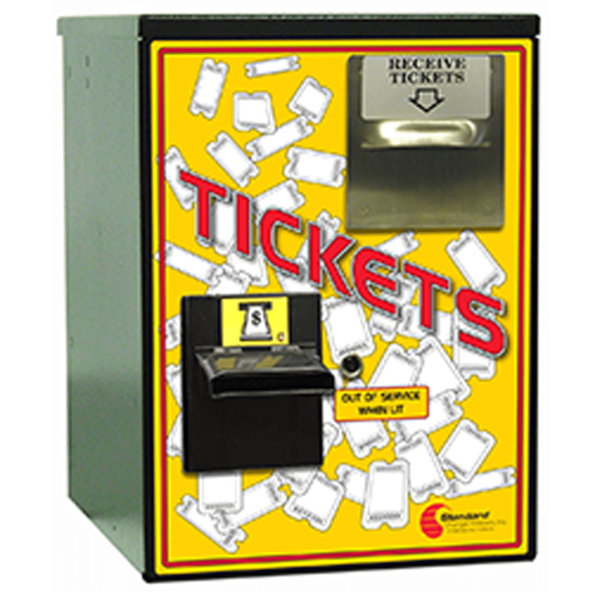 RECEIVE
TICKETS
TICKETS
$
OUT OF SERVICE
WHEN LIT
Standard